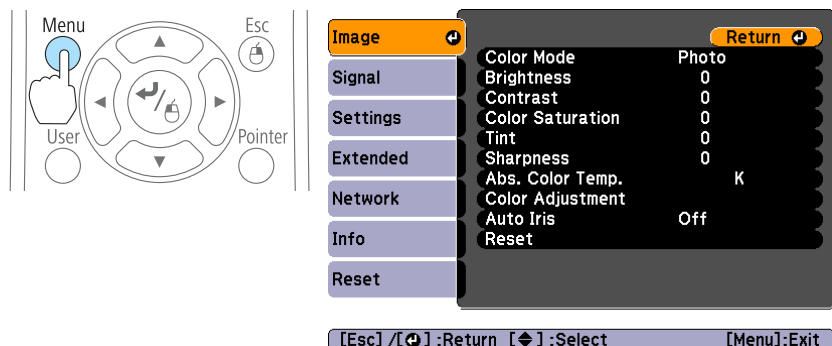 Menu
Esc
User
Pointer
Image
Signal
Settings
Extended
Network
Info
Reset
Return
Color Mode Photo
Brightness 0
Contrast 0
Color Saturation 0
Tint 0
Sharpness 0
Abs. Color Temp. K
Color Adjustment
Auto Iris Off
Reset
[Esc] /[ ] :Return [ ] :Select [Menu]:Exit